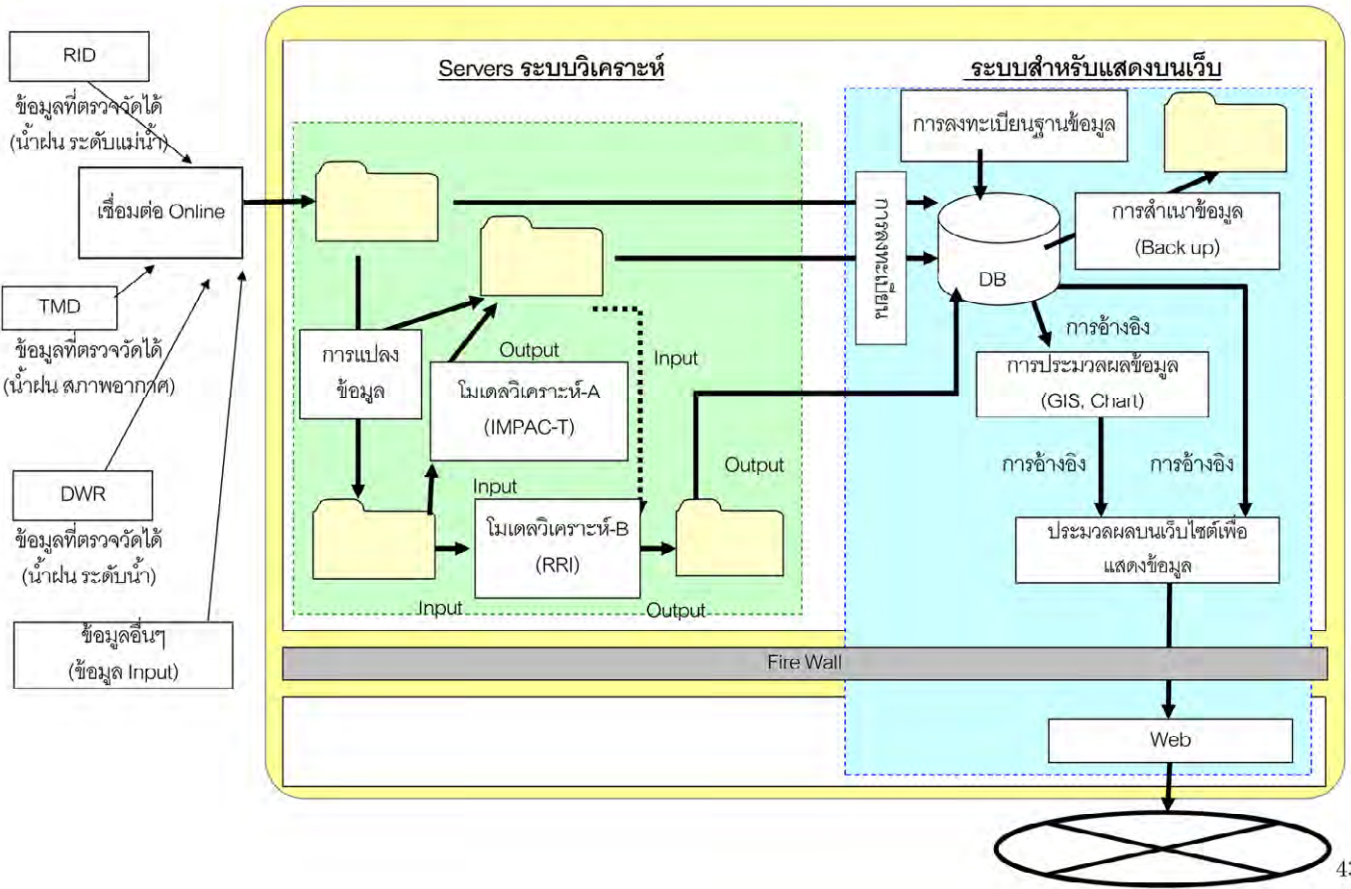 RID
ข้อมูลที่ตรวจวัดได้
(น้ำฝน ระดับแม่น้ำ)
เชื่อมต่อ Online
TMD
ข้อมูลที่ตรวจวัดได้
(น้ำฝน สภาพอากาศ)
DWR
ข้อมูลที่ตรวจวัดได้
(น้ำฝน ระดับน้ำ)
ข้อมูลอื่นๆ
(ข้อมูล Input)
Servers ระบบวิเคราะห์
การแปลง
ข้อมูล
Output
Input
โมเดลวิเคราะห์-A
(IMPAC-T)
Input
โมเดลวิเคราะห์-B
(RRI)
Output
Input
Output
ระบบสำหรับแสดงบนเว็บ
การลงทะเบียนฐานข้อมูล
การลงทะเบียน
DB
การสำเนาข้อมูล
(Back up)
การอ้างอิง
การประมวลผลข้อมูล
(GIS, Chart)
การอ้างอิง
การอ้างอิง
ประมวลผลบนเว็บไซต์เพื่อ
แสดงข้อมูล
Fire Wall
Web
43